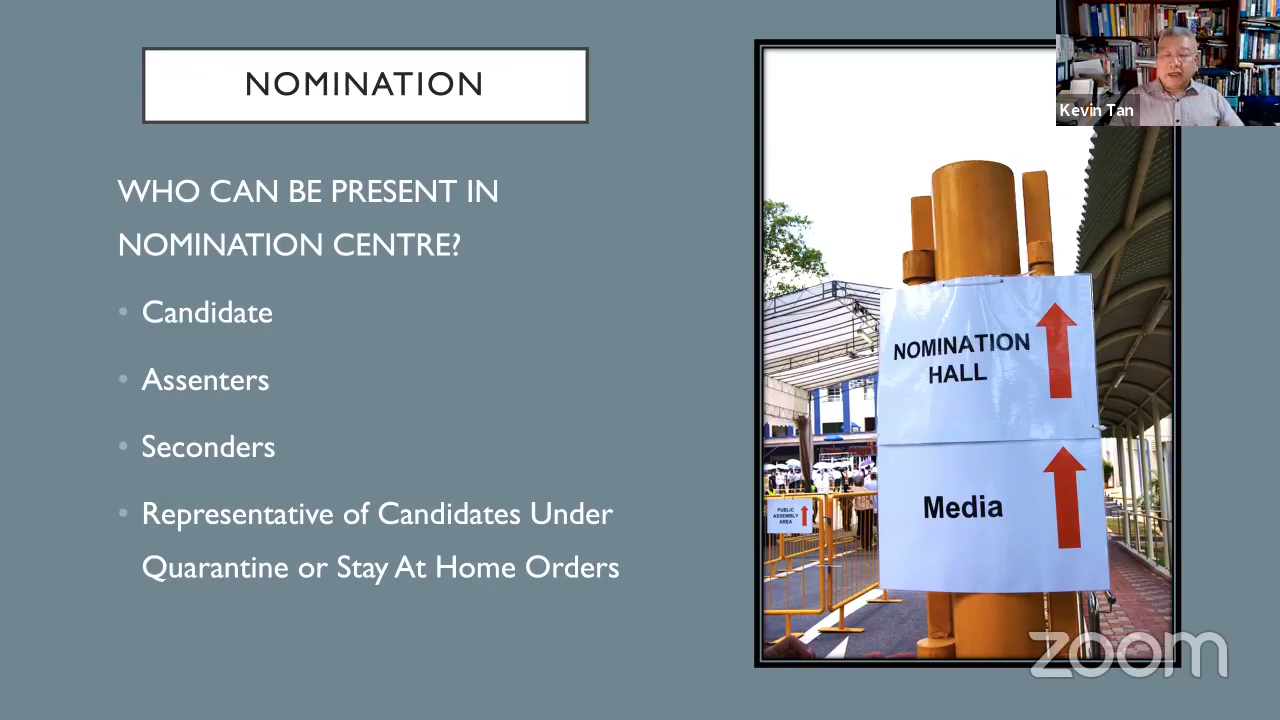 NOMINATION
WHO CAN BE PRESENT IN
NOMINATION CENTRE?
• Candidate
• Assenters
• Seconders
• Representative of Candidates Under
Quarantine or Stay At Home Orders
Kevin Tan
NOMINATION
HALL
Media
PUBLIC
ASSEMBLY
AREA
zoom